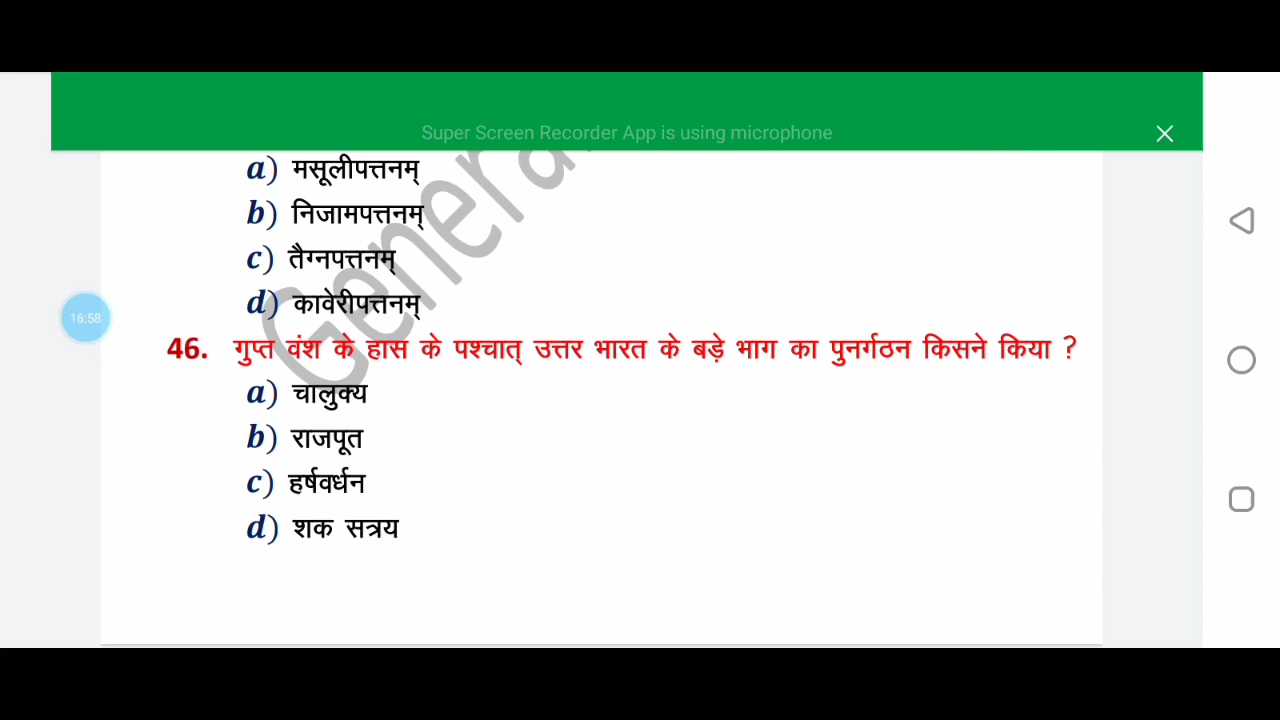 Super Screen Recorder App is using microphone
a) मसूलीपत्तनम्
b) निजामपत्तनम्
c) तैग्नपत्तनम्
16:58
d) कावेरीपत्तनम्
46. गुप्त वंश के हास के पश्चात् उत्तर भारत के बड़े भाग का पुनर्गठन किसने किया ?
a) चालुक्य
b) राजपूत
c) हर्षवर्धन
d) शक सत्रय